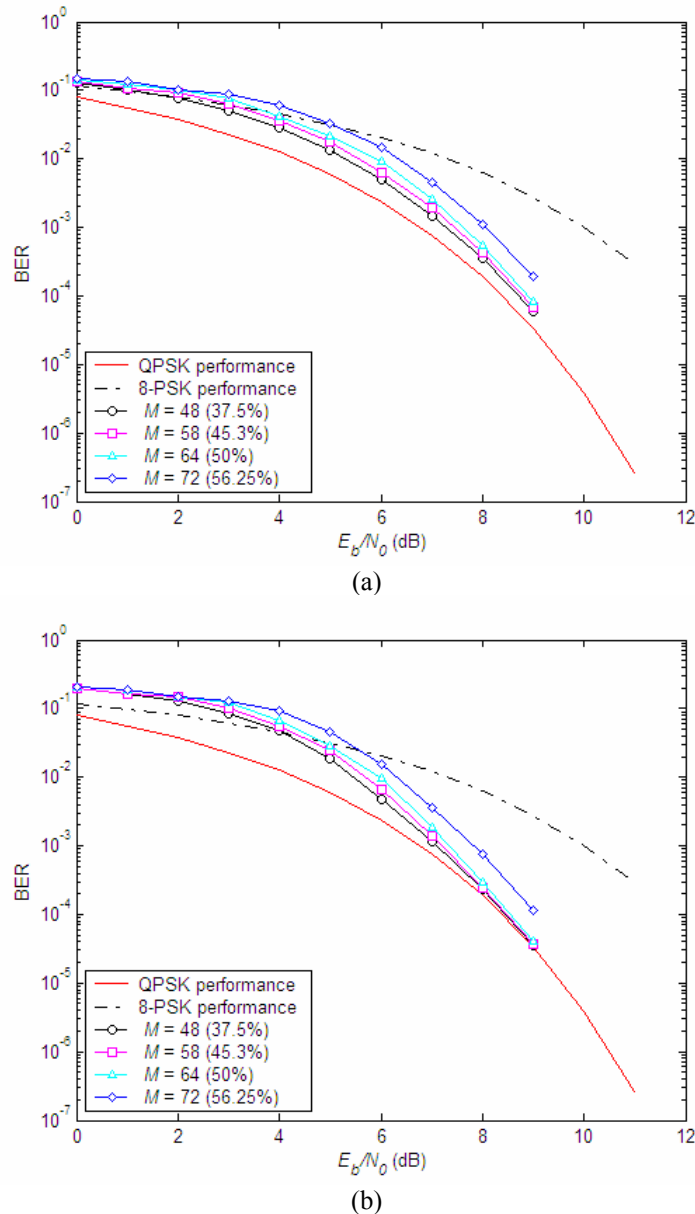 10^0
10^-1
10^-2
10^-3
10^-4
10^-5
10^-6
10^-7
BER
QPSK performance
8-PSK performance
M = 48 (37.5%)
M = 58 (45.3%)
M = 64 (50%)
M = 72 (56.25%)
0 2 4 6 8 10 12
E_b/N_0 (dB)
(a)
10^0
10^-1
10^-2
10^-3
10^-4
10^-5
10^-6
10^-7
BER
QPSK performance
8-PSK performance
M = 48 (37.5%)
M = 58 (45.3%)
M = 64 (50%)
M = 72 (56.25%)
0 2 4 6 8 10 12
E_b/N_0 (dB)
(b)